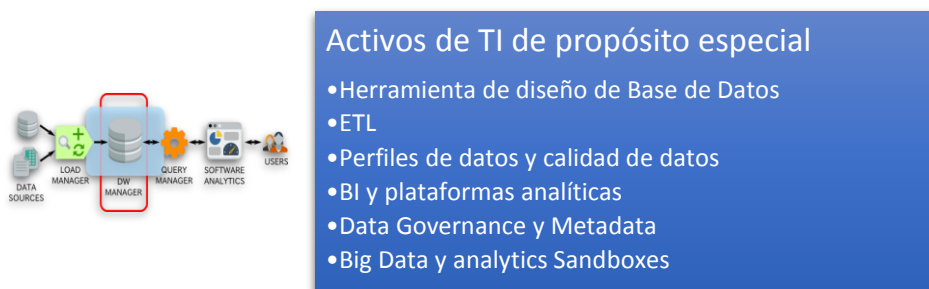 DATA
SOURCES
LOAD
MANAGER
DW
MANAGER
QUERY
MANAGER
SOFTWARE
ANALYTICS
USERS
Activos de TI de propósito especial
•Herramienta de diseño de Base de Datos
•ETL
•Perfiles de datos y calidad de datos
•BI y plataformas analíticas
•Data Governance y Metadata
•Big Data y analytics Sandboxes